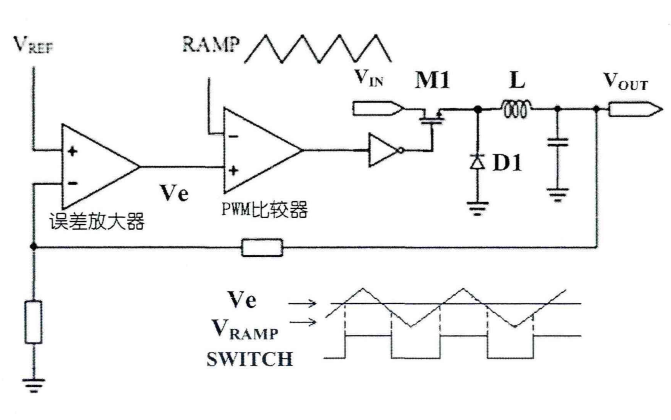 VREF
RAMP
VIN
M1
L
VOUT
+
-
-
+
Ve
D1
误差放大器
PWM比较器
Ve
VRAMP
SWITCH